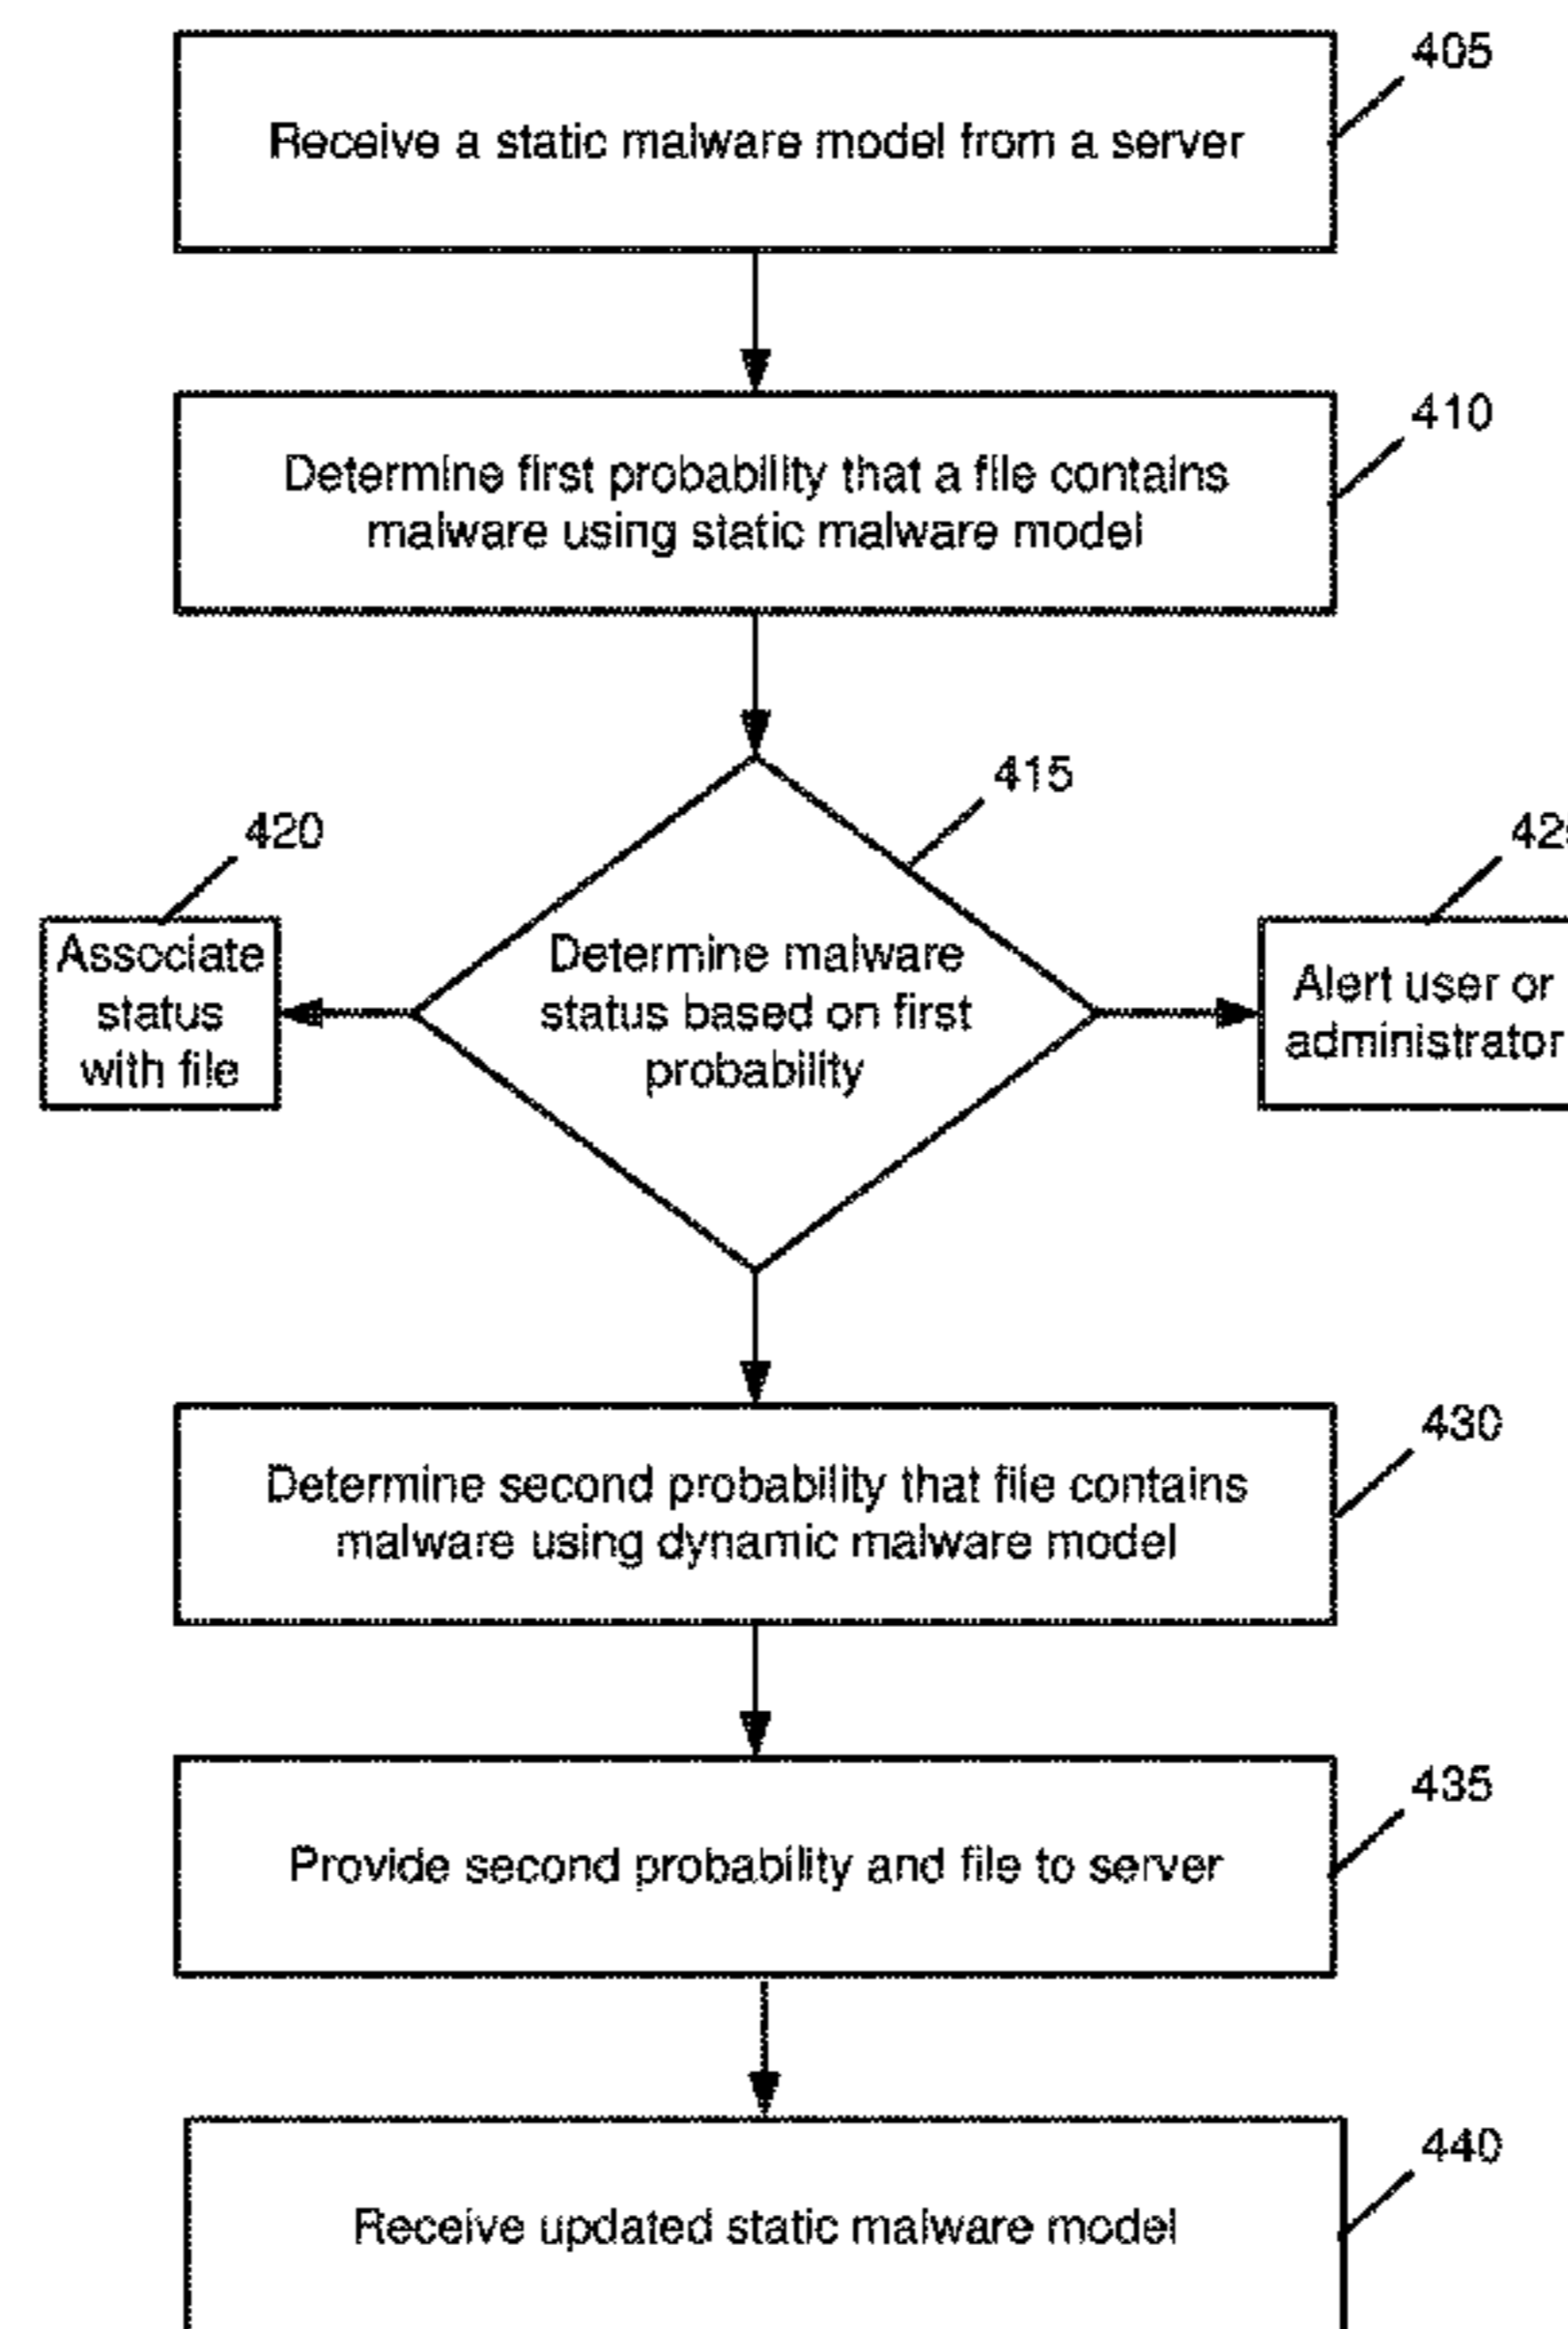 405
Receive a static malware model from a server
410
Determine first probability that a file contains
malware using static malware model
415
420
Associate
status
with file
Determine malware
status based on first
probability
Alert user or
administrator
430
Determine second probability that file contains
malware using dynamic malware model
435
Provide second probability and file to server
440
Receive updated static malware model